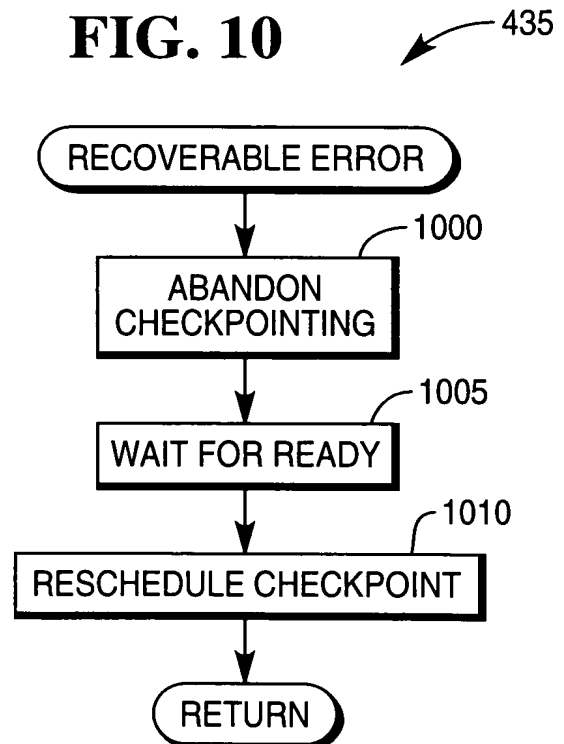 FIG. 10
435
RECOVERABLE ERROR
1000
ABANDON
CHECKPOINTING
1005
WAIT FOR READY
1010
RESCHEDULE CHECKPOINT
RETURN